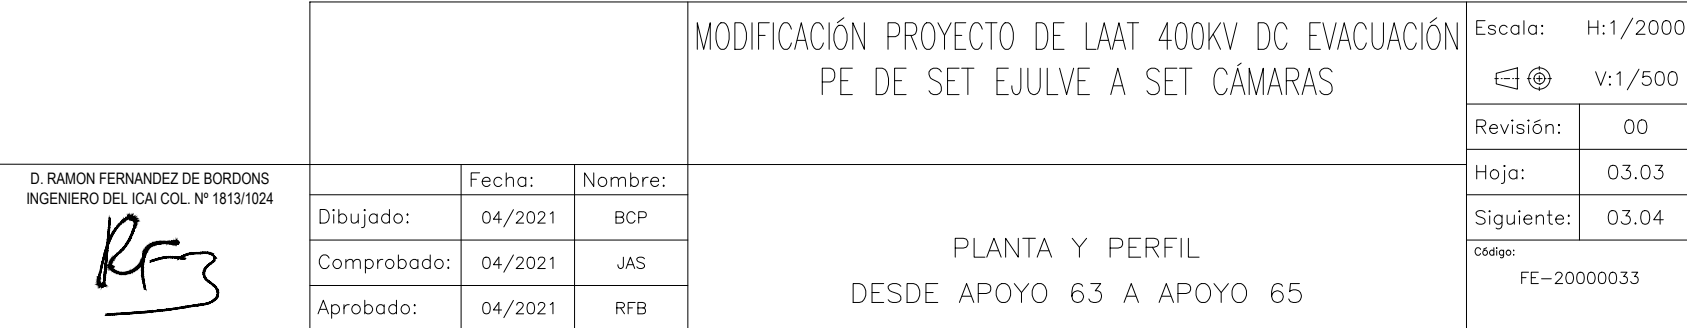 MODIFICACIÓN PROYECTO DE LAAT 400KV DC EVACUACIÓN
PE DE SET EJULVE A SET CÁMARAS
Escala: H:1/2000
V:1/500
Revisión: 00
Hoja: 03.03
Siguiente: 03.04
Código:
FE-20000033
D. RAMON FERNANDEZ DE BORDONS
INGENIERO DEL ICAI COL. Nº 1813/1024
RFB
Fecha: Nombre:
Dibujado: 04/2021 BCP
Comprobado: 04/2021 JAS
Aprobado: 04/2021 RFB
PLANTA Y PERFIL
DESDE APOYO 63 A APOYO 65